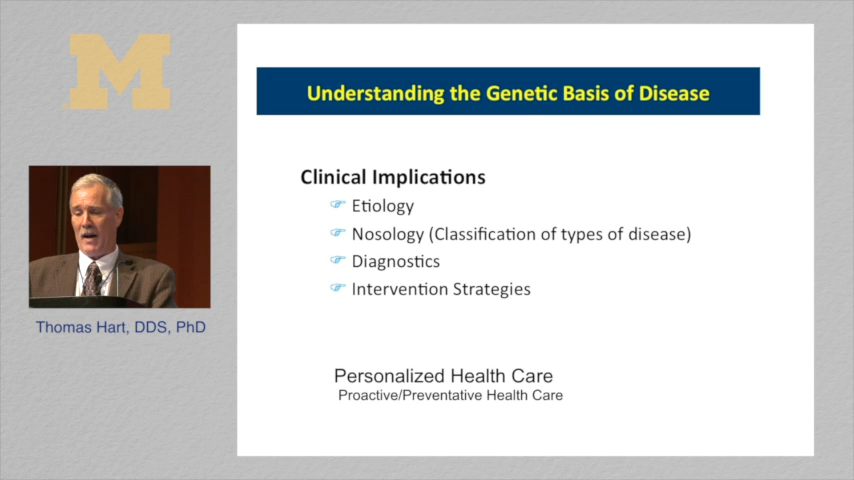 M
Understanding the Genetic Basis of Disease
Clinical Implications
Etiology
Nosology (Classification of types of disease)
Diagnostics
Intervention Strategies
Thomas Hart, DDS, PhD
Personalized Health Care
Proactive/Preventative Health Care